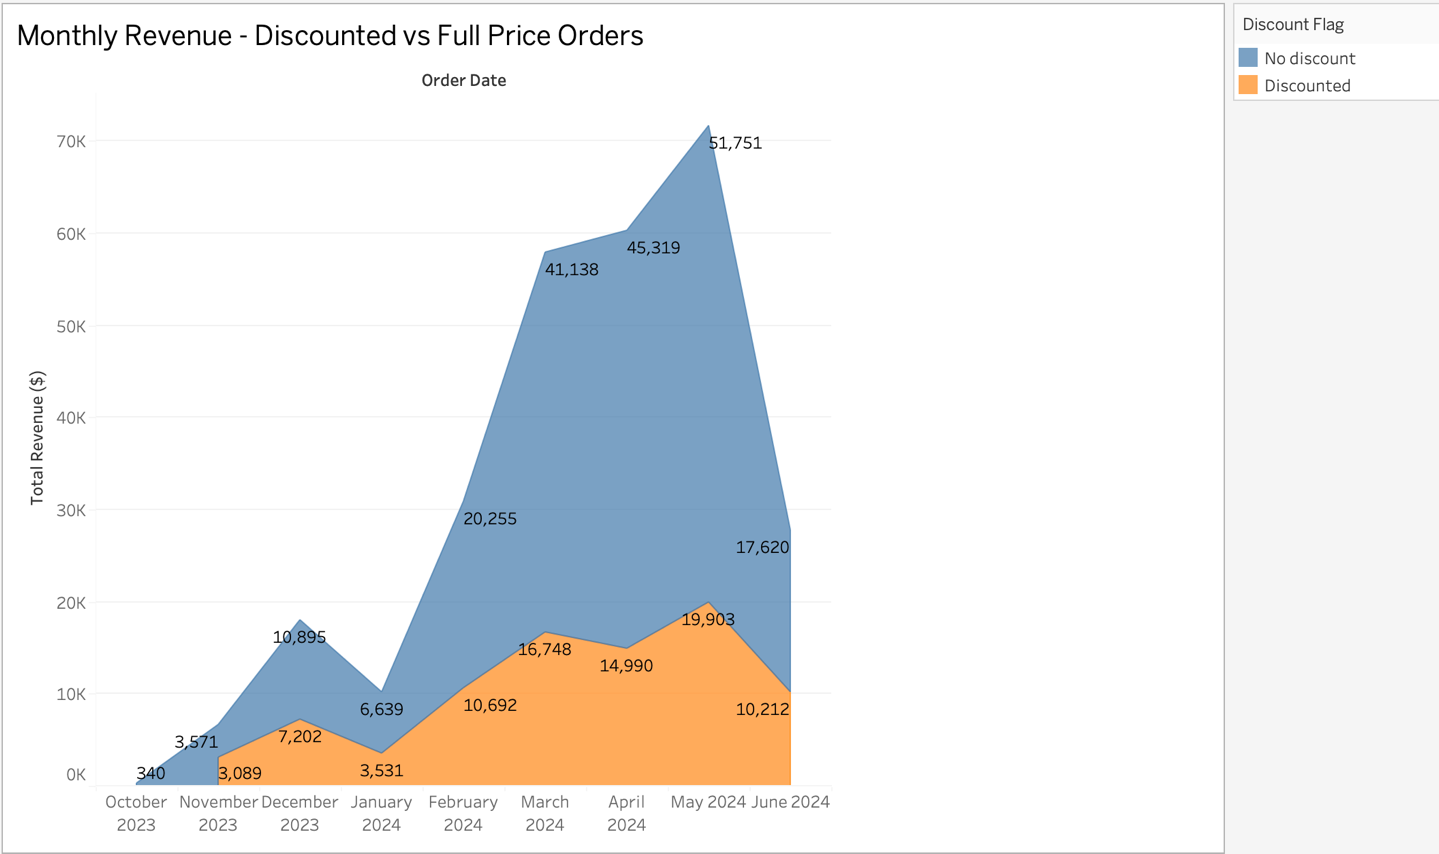 Monthly Revenue - Discounted vs Full Price Orders
Discount Flag
No discount
Discounted
Order Date
Total Revenue ($)
70K
60K
50K
40K
30K
20K
10K
0K
51,751
45,319
41,138
20,255
17,620
19,903
10,895
16,748
14,990
6,639
10,692
10,212
3,571
7,202
340
3,089
3,531
October
2023
November
2023
December
2023
January
2024
February
2024
March
2024
April
2024
May 2024
June 2024